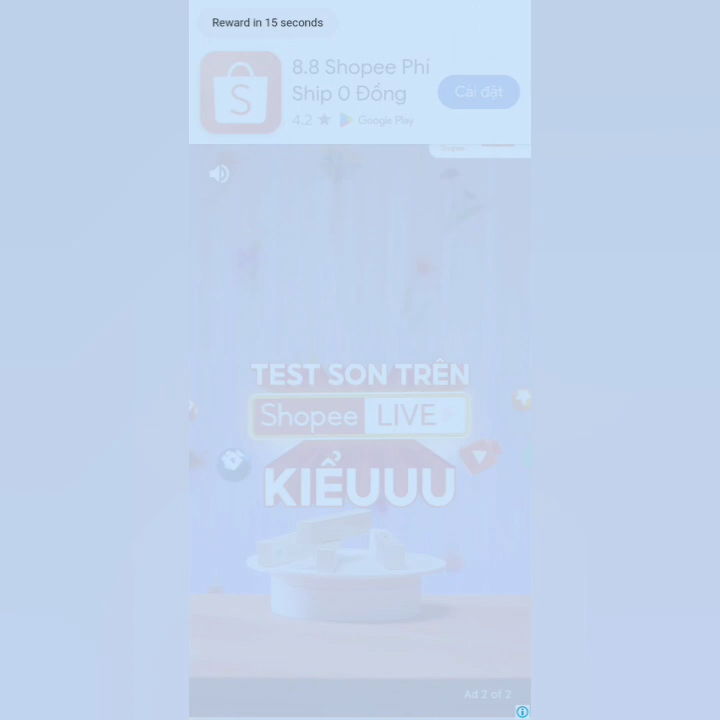 Reward in 15 seconds
8.8 Shopee Phí
Ship 0 Đồng
Cài đặt
4.2 ★ Google Play
Shopee
TEST SON TRÊN
Shopee LIVE
KIỂUUU
Ad 2 of 2